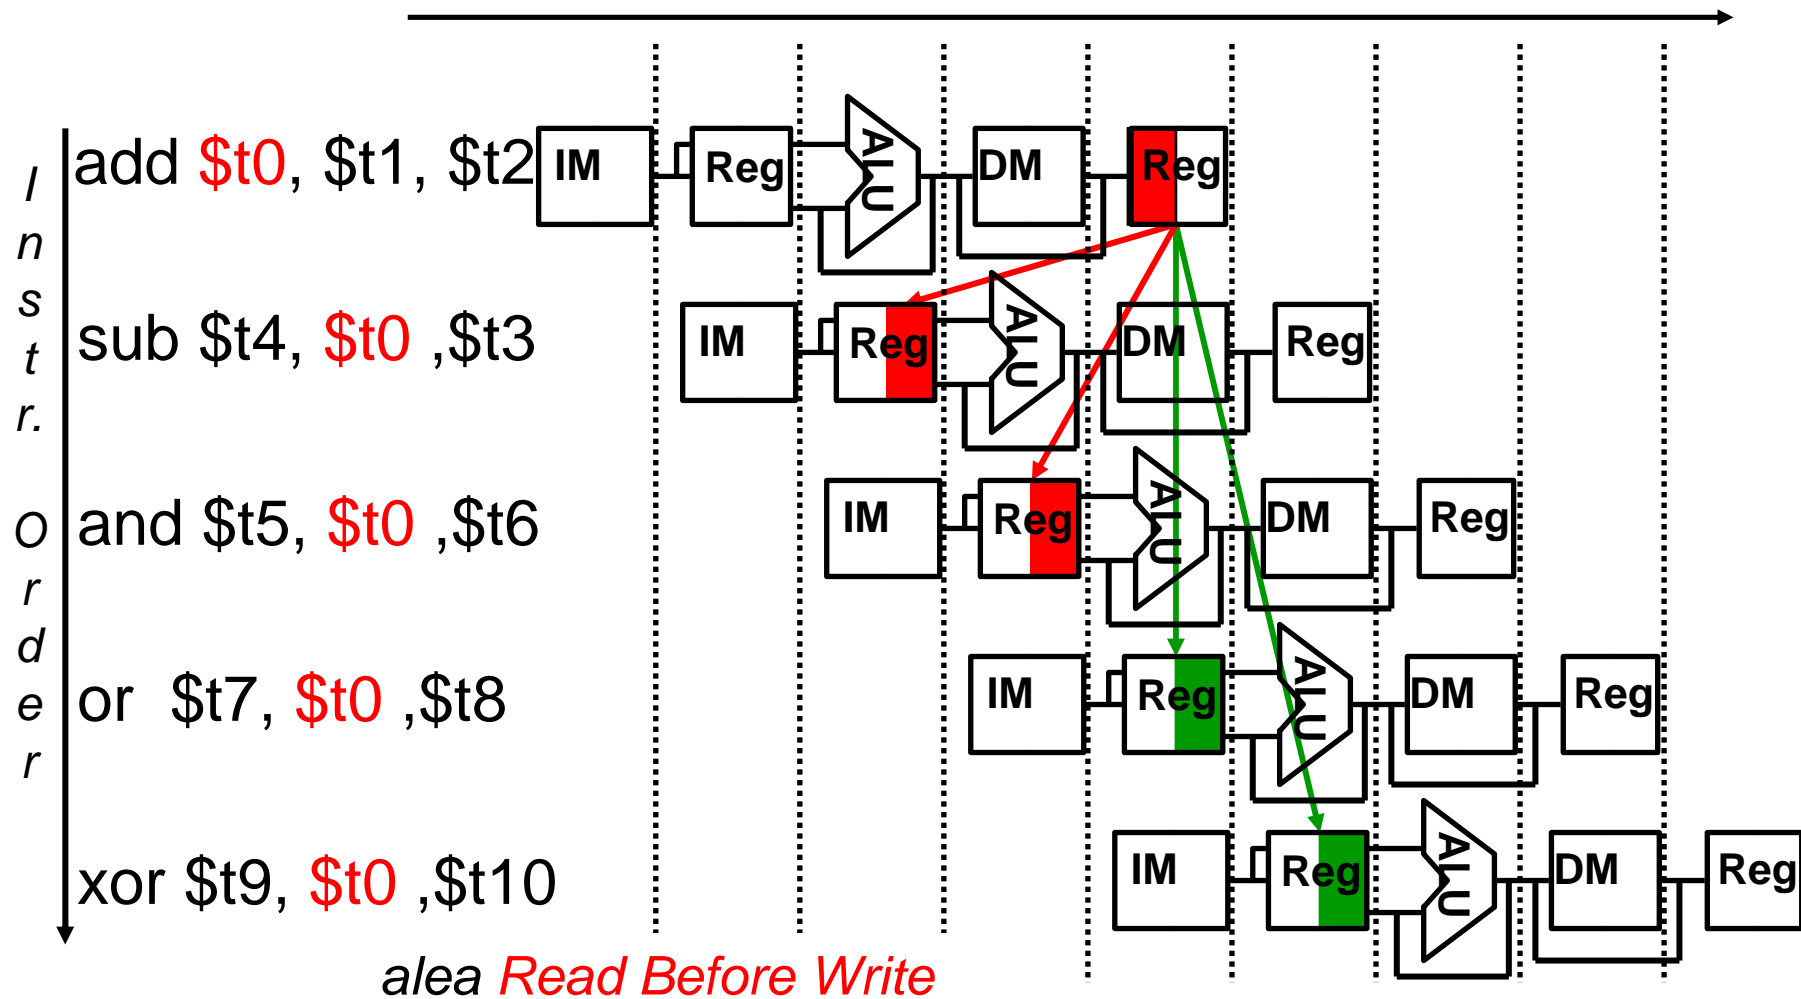 Instr. Order
add $t0, $t1, $t2 IM Reg ALU DM Reg
sub $t4, $t0 ,$t3 IM Reg ALU DM Reg
and $t5, $t0 ,$t6 IM Reg ALU DM Reg
or $t7, $t0 ,$t8 IM Reg ALU DM Reg
xor $t9, $t0 ,$t10 IM Reg ALU DM Reg
alea Read Before Write